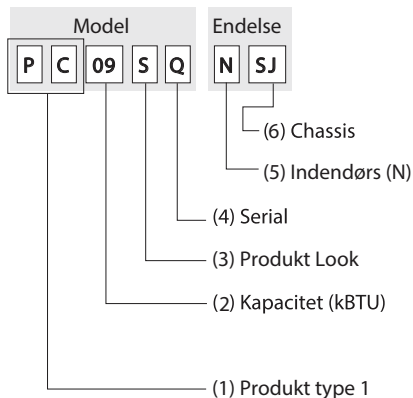 Model Endelse
P C 09 S Q N SJ
(6) Chassis
(5) Indendørs (N)
(4) Serial
(3) Produkt Look
(2) Kapacitet (kBTU)
(1) Produkt type 1